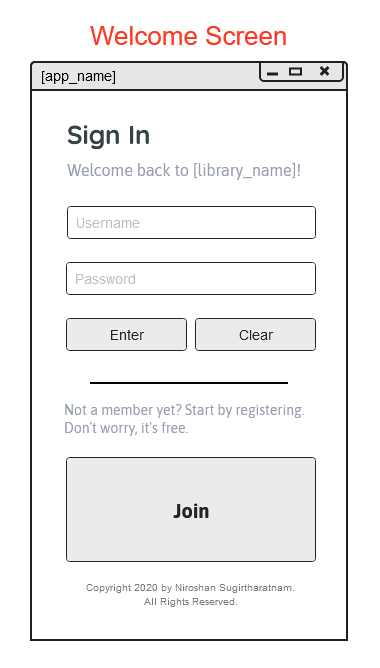 Welcome Screen
[app_name]
Sign In
Welcome back to [library_name]!
Username
Password
Enter Clear
Not a member yet? Start by registering.
Don't worry, it's free.
Join
Copyright 2020 by Niroshan Sugirtharatnam.
All Rights Reserved.